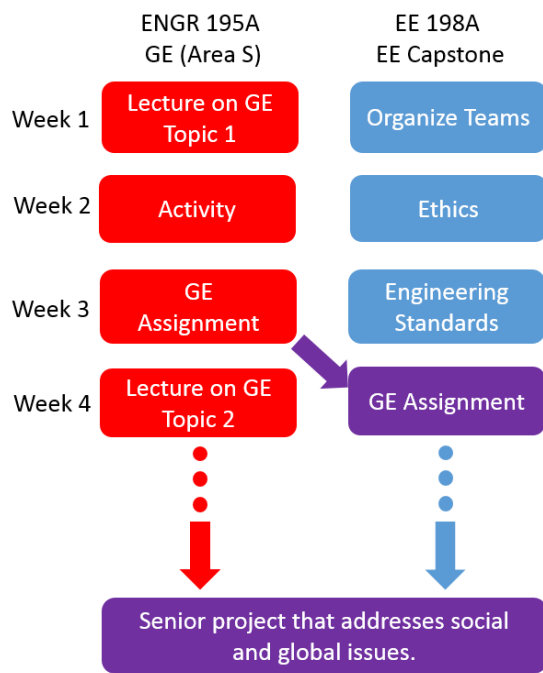 ENGR 195A
GE (Area S)
EE 198A
EE Capstone
Week 1
Lecture on GE
Topic 1
Organize Teams
Week 2
Activity
Ethics
Week 3
GE
Assignment
Engineering
Standards
Week 4
Lecture on GE
Topic 2
GE Assignment
Senior project that addresses social
and global issues.